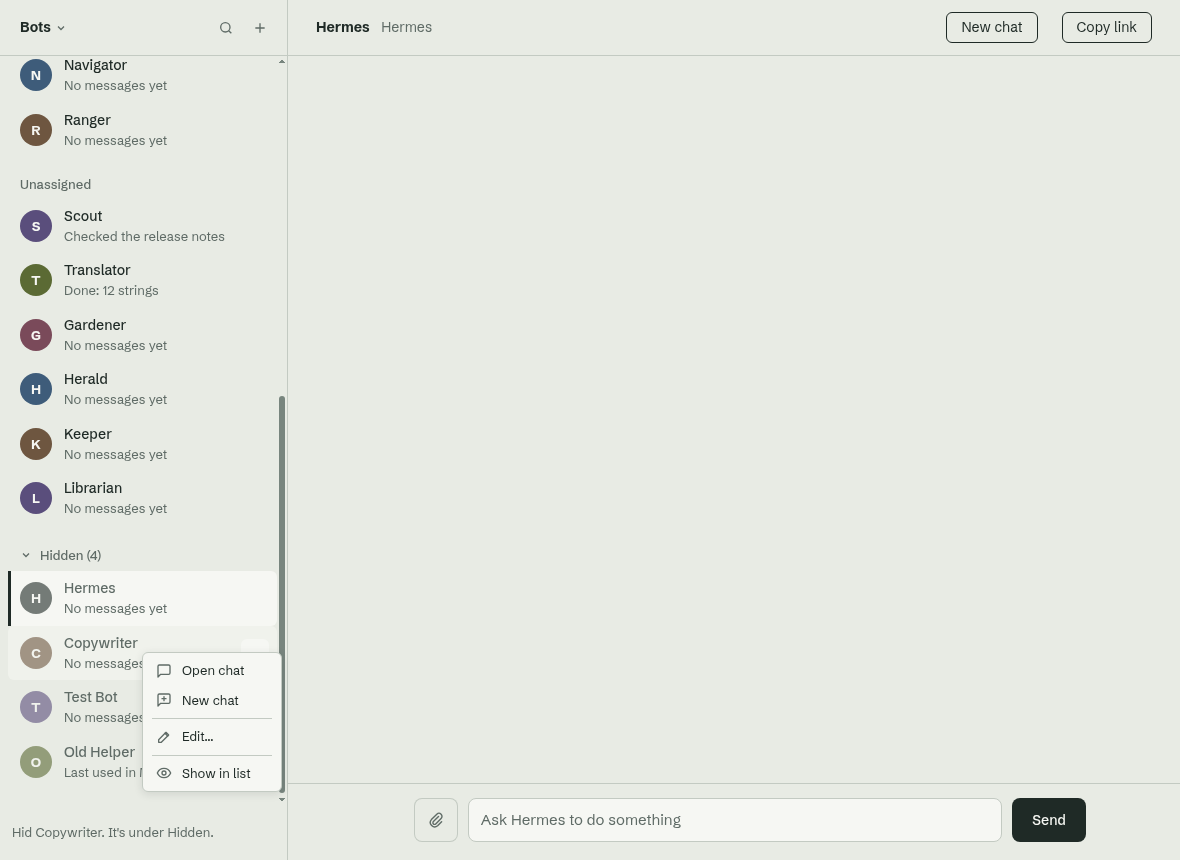 Bots
Hermes Hermes
New chat
Copy link
N
Navigator
No messages yet
R
Ranger
No messages yet
Unassigned
S
Scout
Checked the release notes
T
Translator
Done: 12 strings
G
Gardener
No messages yet
H
Herald
No messages yet
K
Keeper
No messages yet
L
Librarian
No messages yet
Hidden (4)
H
Hermes
No messages yet
C
Copywriter
No messages
T
Test Bot
No messages
O
Old Helper
Last used in
Open chat
New chat
Edit...
Show in list
Hid Copywriter. It's under Hidden.
Ask Hermes to do something
Send